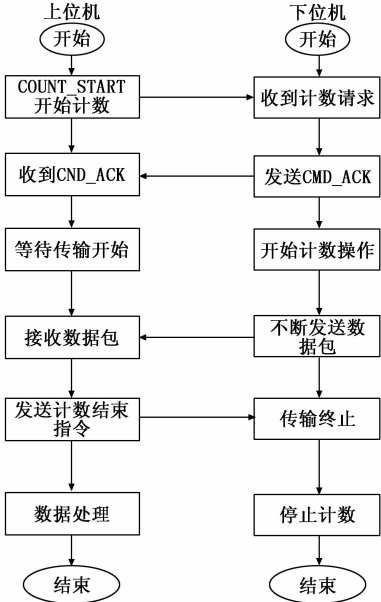 上位机
下位机
开始
开始
COUNT_START
开始计数
收到计数请求
收到CND_ACK
发送CMD_ACK
等待传输开始
开始计数操作
接收数据包
不断发送数
据包
发送计数结束
指令
传输终止
数据处理
停止计数
结束
结束